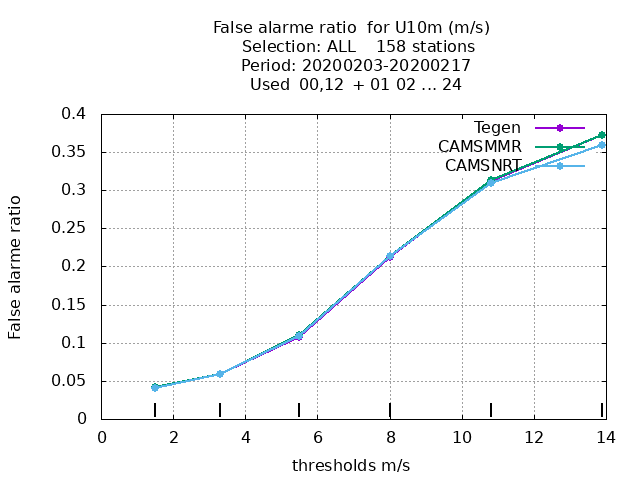 False alarme ratio  for U10m (m/s)
Selection: ALL    158 stations
Period: 20200203-20200217
Used  00,12  + 01 02 ... 24
Tegen
CAMSMMR
CAMSNRT
False alarme ratio
0.4
0.35
0.3
0.25
0.2
0.15
0.1
0.05
0
0 2 4 6 8 10 12 14
thresholds m/s